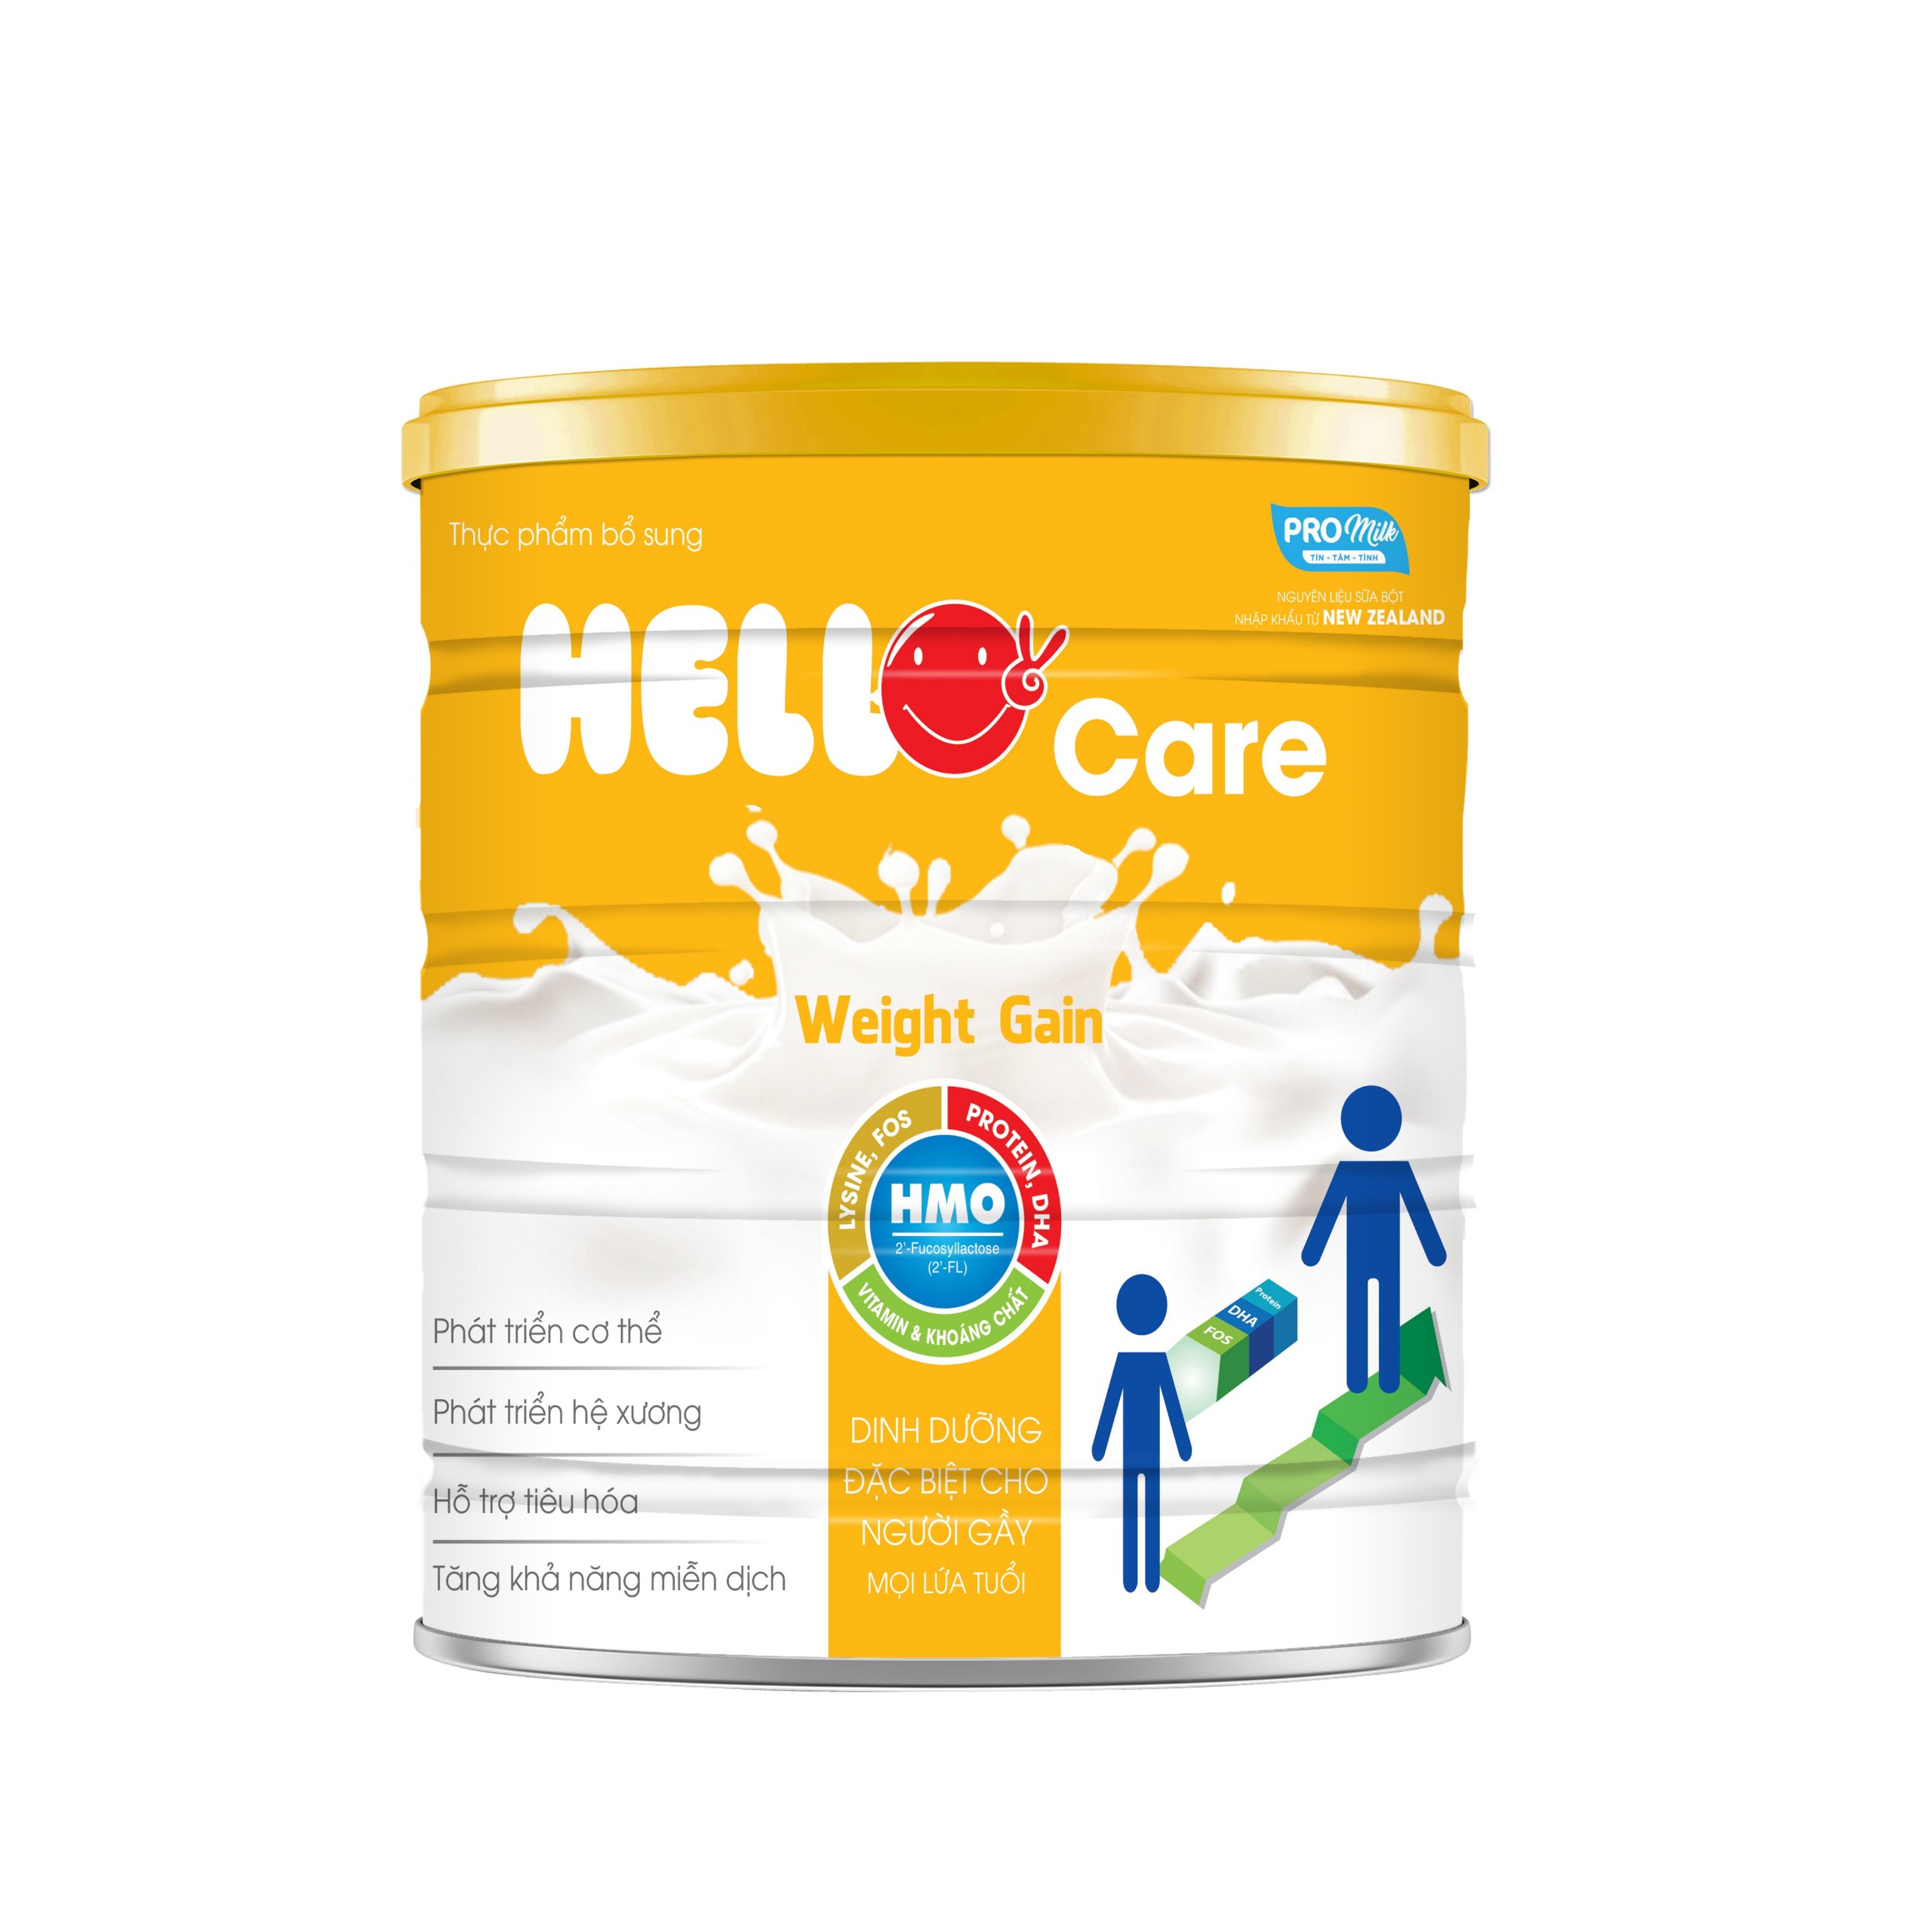 Thực phẩm bổ sung
PRO Milk
TÍN - TÂM - TÌNH
NGUYÊN LIỆU SỮA BỘT
NHẬP KHẨU TỪ NEW ZEALAND
HELLO Care
Weight Gain
LYSINE, FOS
PROTEIN, DHA
HMO
2'-Fucosyllactose
(2'-FL)
VITAMIN & KHOÁNG CHẤT
Protein
DHA
FOS
Phát triển cơ thể
Phát triển hệ xương
Hỗ trợ tiêu hóa
Tăng khả năng miễn dịch
DINH DƯỠNG
ĐẶC BIỆT CHO
NGƯỜI GẦY
MỌI LỨA TUỔI